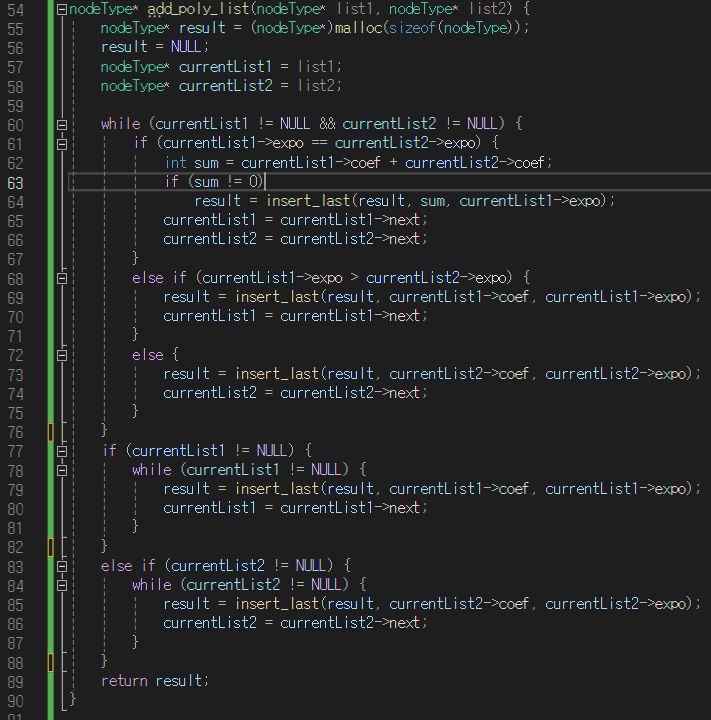 54 nodeType* add_poly_list(nodeType* list1, nodeType* list2) {
55     nodeType* result = (nodeType*)malloc(sizeof(nodeType));
56     result = NULL;
57     nodeType* currentList1 = list1;
58     nodeType* currentList2 = list2;
59
60     while (currentList1 != NULL && currentList2 != NULL) {
61         if (currentList1->expo == currentList2->expo) {
62             int sum = currentList1->coef + currentList2->coef;
63             if (sum != 0)
64                 result = insert_last(result, sum, currentList1->expo);
65             currentList1 = currentList1->next;
66             currentList2 = currentList2->next;
67         }
68         else if (currentList1->expo > currentList2->expo) {
69             result = insert_last(result, currentList1->coef, currentList1->expo);
70             currentList1 = currentList1->next;
71         }
72         else {
73             result = insert_last(result, currentList2->coef, currentList2->expo);
74             currentList2 = currentList2->next;
75         }
76     }
77     if (currentList1 != NULL) {
78         while (currentList1 != NULL) {
79             result = insert_last(result, currentList1->coef, currentList1->expo);
80             currentList1 = currentList1->next;
81         }
82     }
83     else if (currentList2 != NULL) {
84         while (currentList2 != NULL) {
85             result = insert_last(result, currentList2->coef, currentList2->expo);
86             currentList2 = currentList2->next;
87         }
88     }
89     return result;
90 }